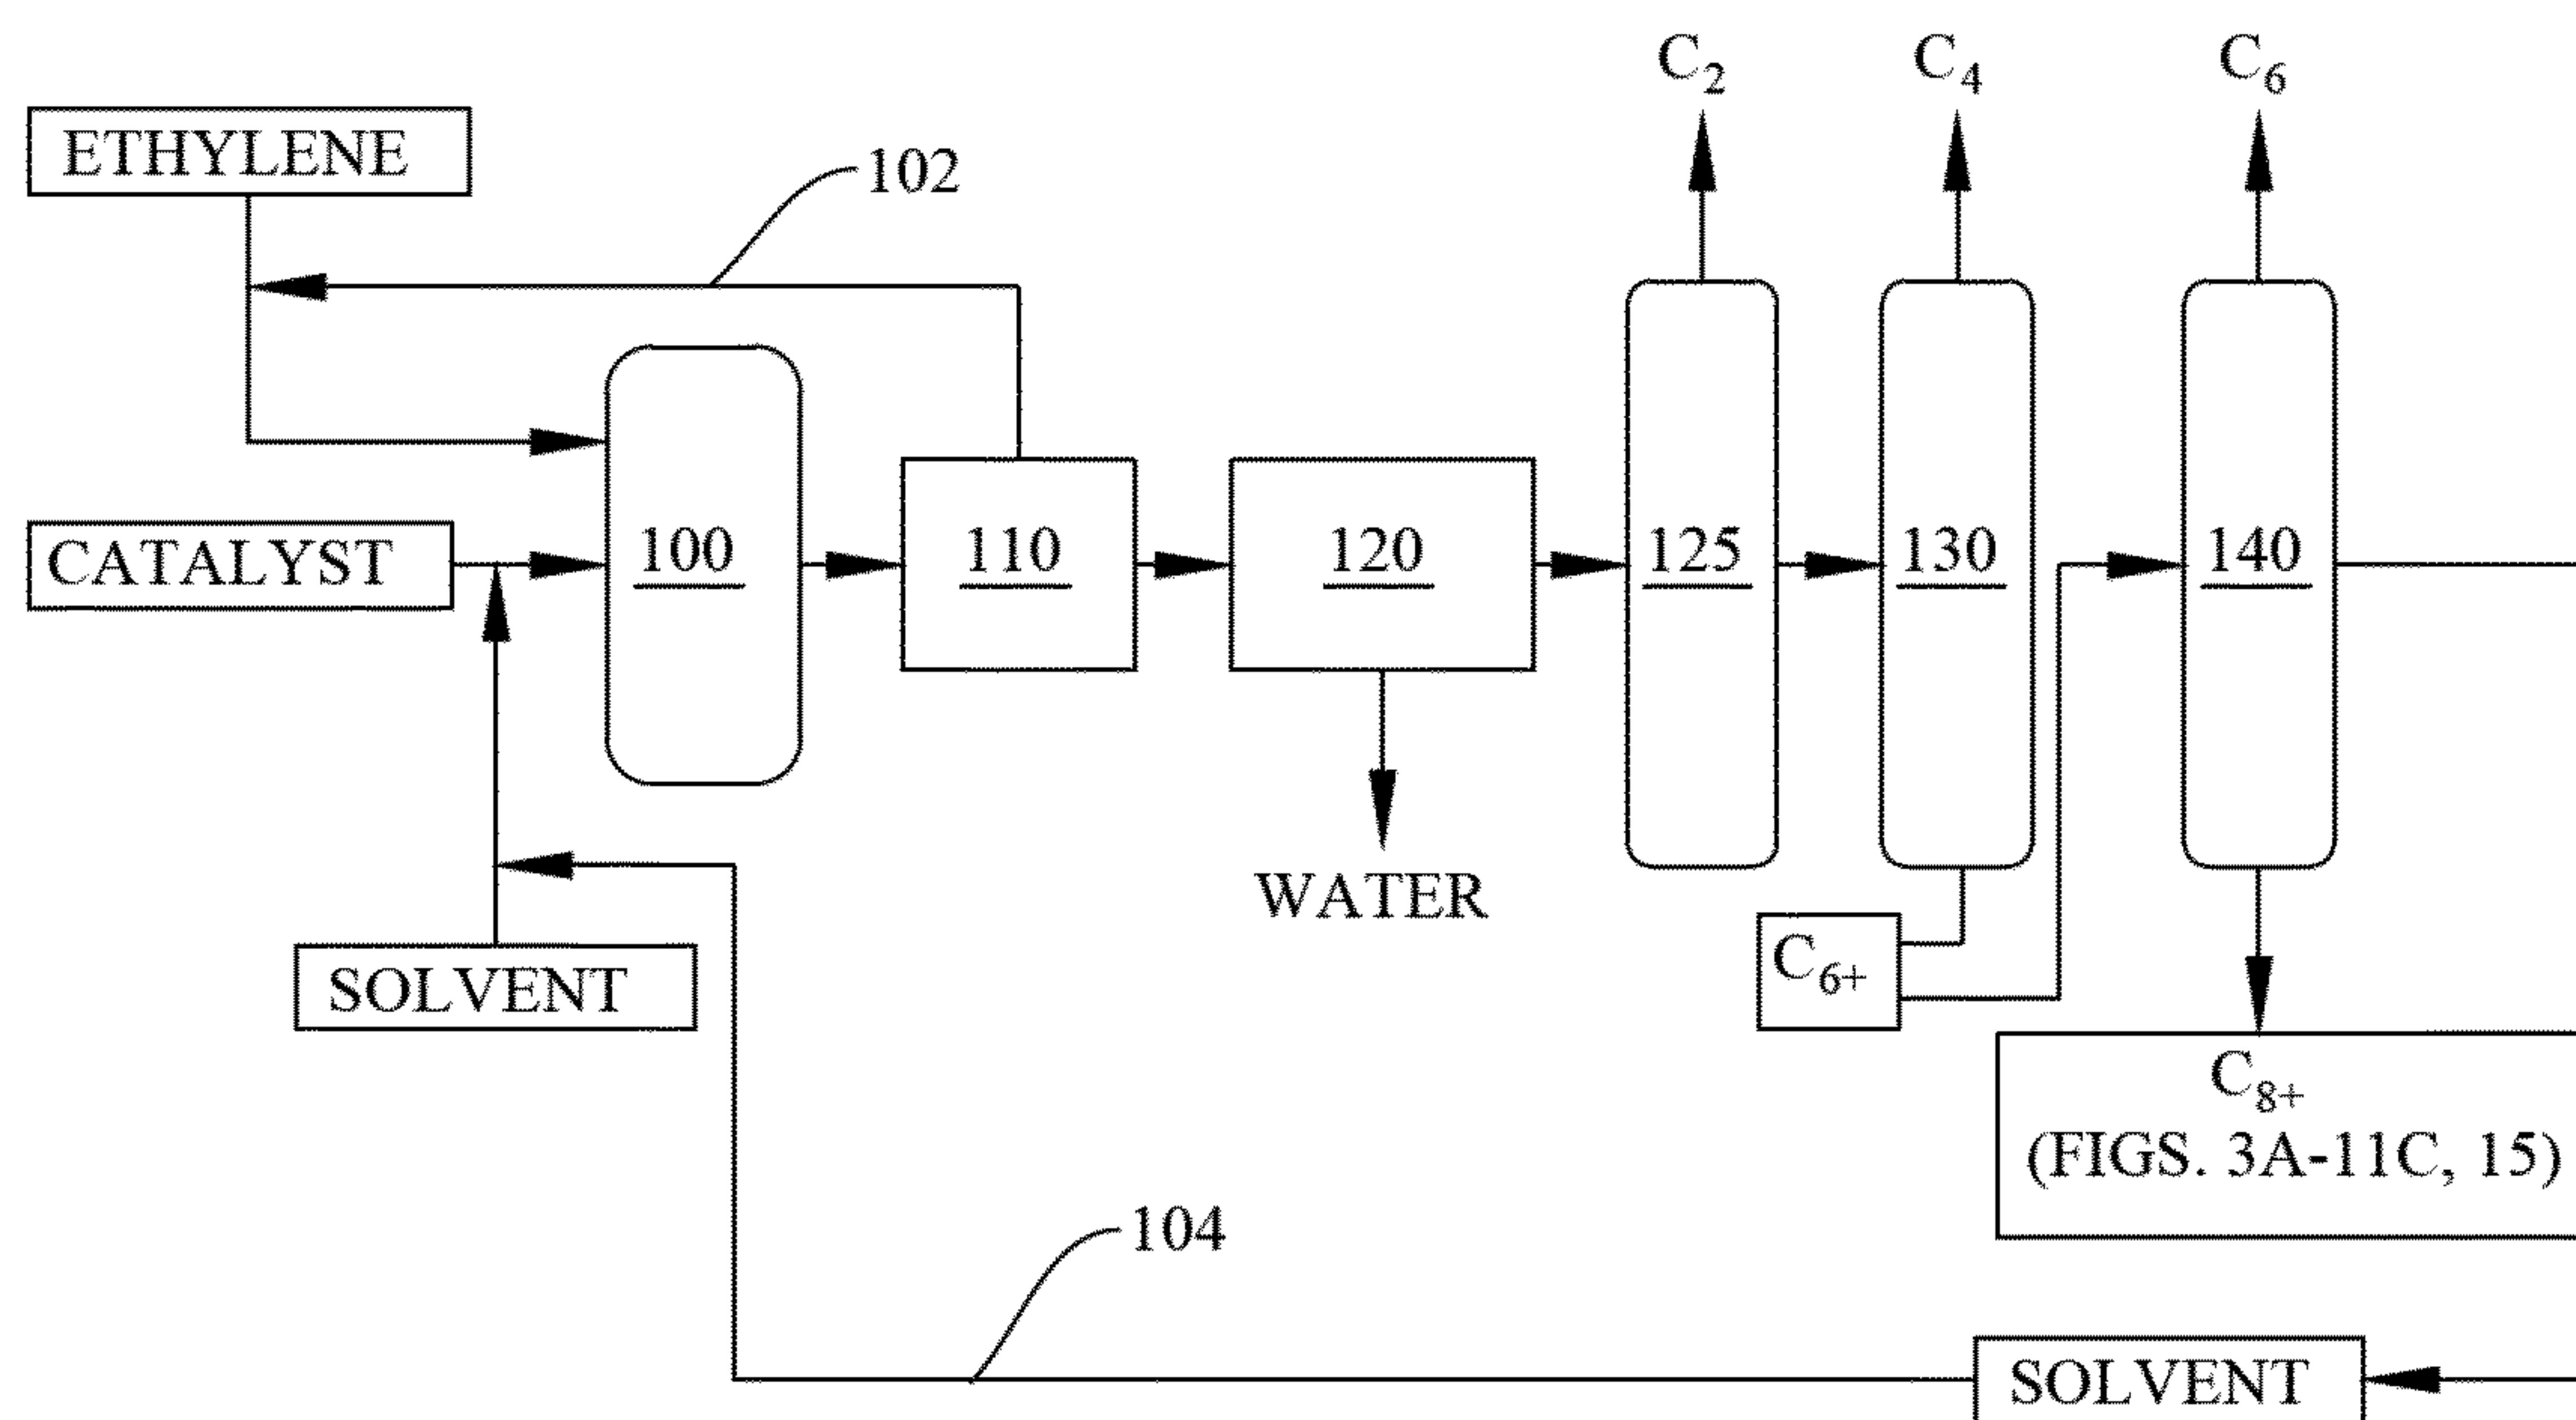 C₂
C₄
C₆
ETHYLENE
102
CATALYST
100
110
120
125
130
140
WATER
C₆₊
SOLVENT
C₈₊
(FIGS. 3A-11C, 15)
104
SOLVENT